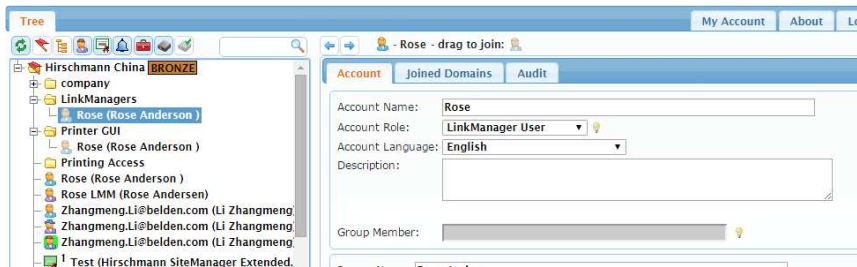 Tree
My Account
About
Lo
- Rose - drag to join:
Hirschmann China BRONZE
company
LinkManagers
Rose (Rose Anderson )
Printer GUI
Rose (Rose Anderson )
Printing Access
Rose (Rose Anderson )
Rose LMM (Rose Andersen)
Zhangmeng.Li@belden.com (Li Zhangmeng)
Zhangmeng.Li@belden.com (Li Zhangmeng)
Zhangmeng.Li@belden.com (Li Zhangmeng)
1 Test (Hirschmann SiteManager Extended.
Account
Joined Domains
Audit
Account Name: Rose
Account Role: LinkManager User
Account Language: English
Description:
Group Member: